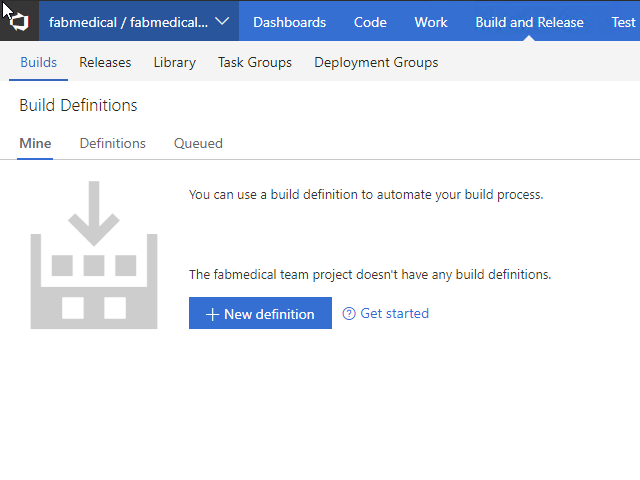 fabmedical / fabmedical... Dashboards Code Work Build and Release Test
Builds Releases Library Task Groups Deployment Groups
Build Definitions
Mine Definitions Queued
You can use a build definition to automate your build process.
The fabmedical team project doesn't have any build definitions.
+ New definition ? Get started